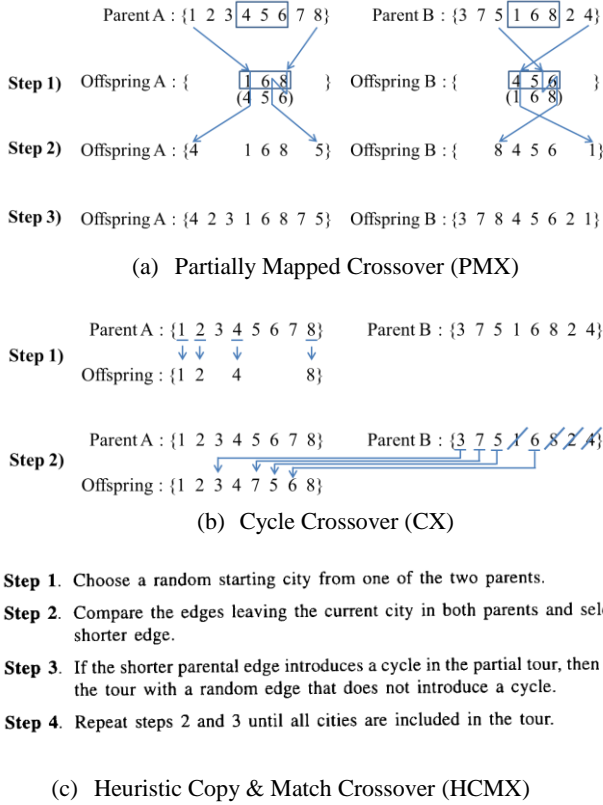 Parent A : {1 2 3 4 5 6 7 8} Parent B : {3 7 5 1 6 8 2 4}
Step 1) Offspring A : { 1 6 8 } Offspring B : { 4 5 6 }
(4 5 6) (1 6 8)
Step 2) Offspring A : {4 1 6 8 5} Offspring B : { 8 4 5 6 1}
Step 3) Offspring A : {4 2 3 1 6 8 7 5} Offspring B : {3 7 8 4 5 6 2 1}
(a) Partially Mapped Crossover (PMX)
Parent A : {1 2 3 4 5 6 7 8} Parent B : {3 7 5 1 6 8 2 4}
Step 1)
Offspring : {1 2 4 8}
Parent A : {1 2 3 4 5 6 7 8} Parent B : {3 7 5 1 6 8 2 4}
Step 2)
Offspring : {1 2 3 4 7 5 6 8}
(b) Cycle Crossover (CX)
Step 1. Choose a random starting city from one of the two parents.
Step 2. Compare the edges leaving the current city in both parents and sel
shorter edge.
Step 3. If the shorter parental edge introduces a cycle in the partial tour, then
the tour with a random edge that does not introduce a cycle.
Step 4. Repeat steps 2 and 3 until all cities are included in the tour.
(c) Heuristic Copy & Match Crossover (HCMX)